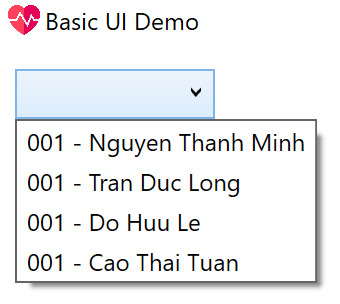 Basic UI Demo
001 - Nguyen Thanh Minh
001 - Tran Duc Long
001 - Do Huu Le
001 - Cao Thai Tuan